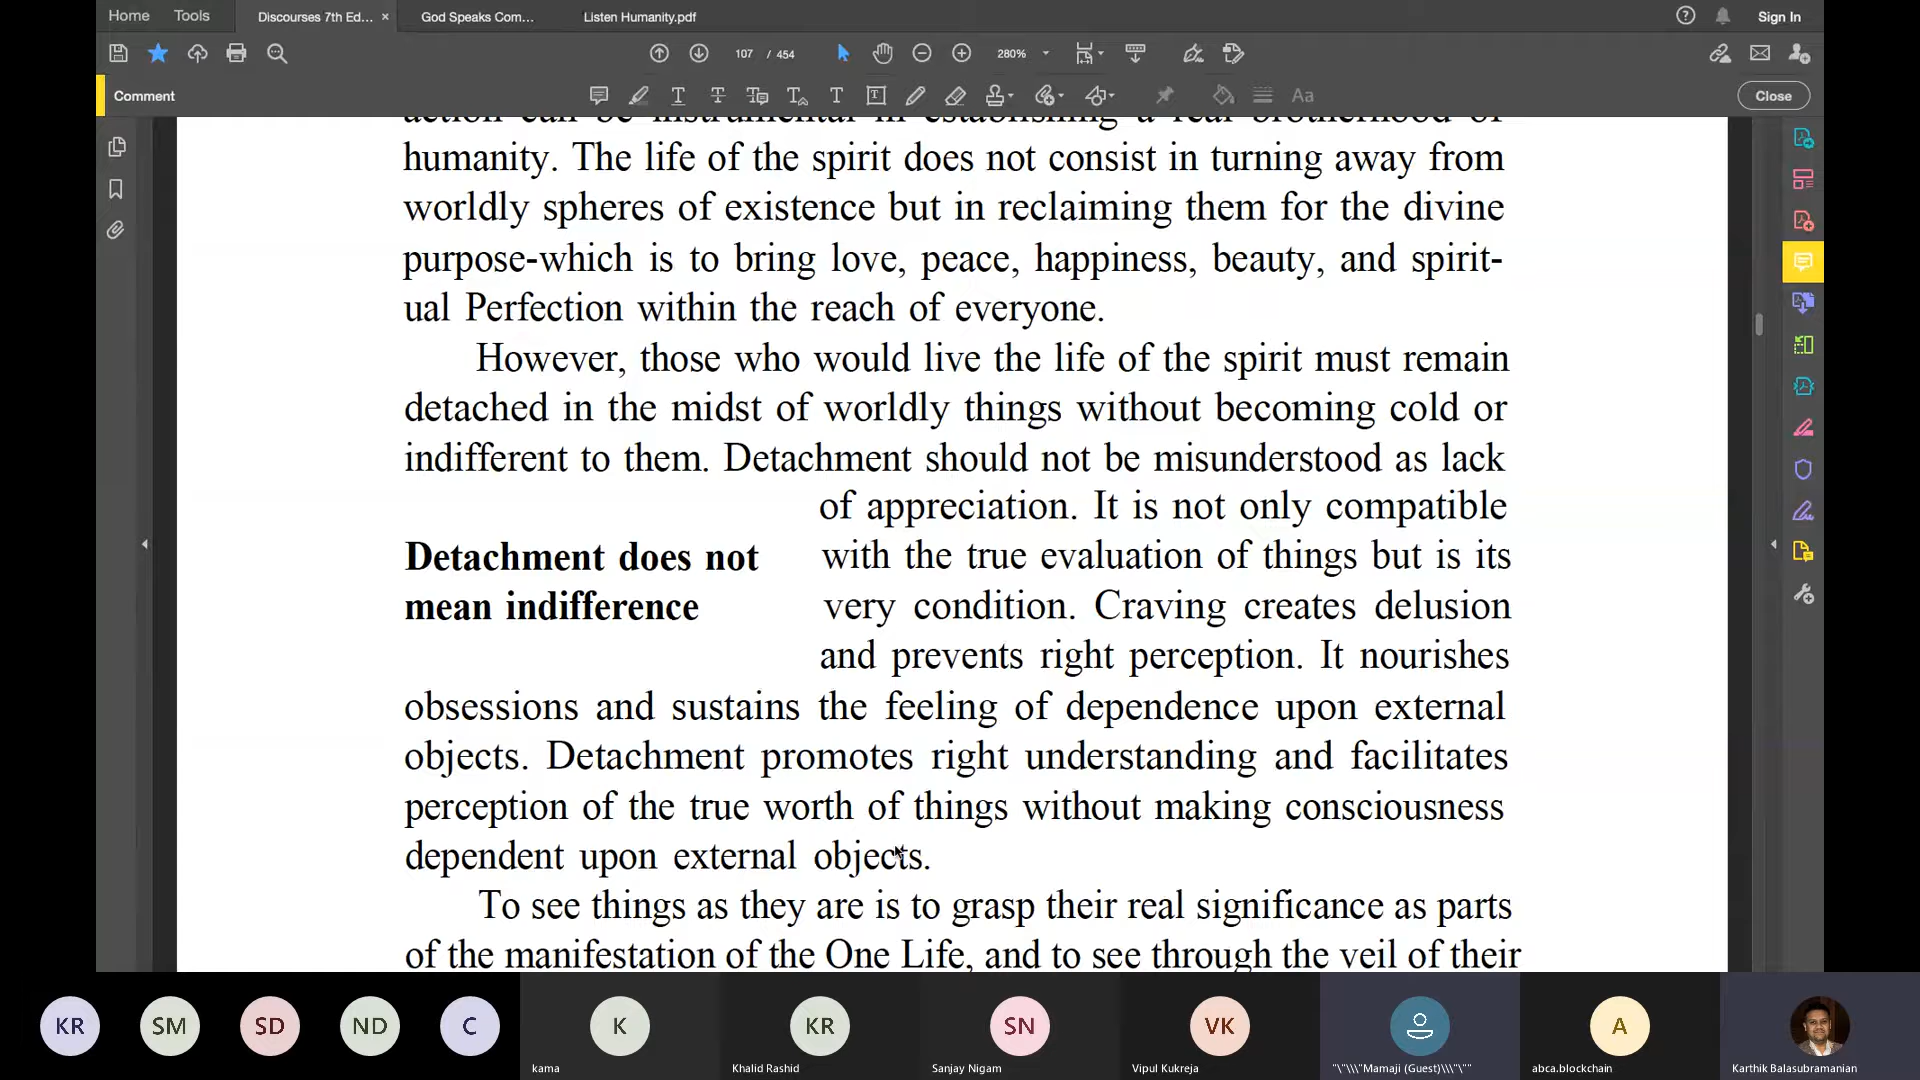 Home Tools Discourses 7th Ed... × God Speaks Com... Listen Humanity.pdf Sign In
107 / 454 280%
Comment Close
action can be instrumental in establishing a real brotherhood of
humanity. The life of the spirit does not consist in turning away from
worldly spheres of existence but in reclaiming them for the divine
purpose-which is to bring love, peace, happiness, beauty, and spirit-
ual Perfection within the reach of everyone.
However, those who would live the life of the spirit must remain
detached in the midst of worldly things without becoming cold or
indifferent to them. Detachment should not be misunderstood as lack
of appreciation. It is not only compatible
Detachment does not with the true evaluation of things but is its
mean indifference very condition. Craving creates delusion
and prevents right perception. It nourishes
obsessions and sustains the feeling of dependence upon external
objects. Detachment promotes right understanding and facilitates
perception of the true worth of things without making consciousness
dependent upon external objects.
To see things as they are is to grasp their real significance as parts
of the manifestation of the One Life, and to see through the veil of their
KR SM SD ND C K KR SN VK A
kama Khalid Rashid Sanjay Nigam Vipul Kukreja "\"\\\"Mamaji (Guest)\\\"\"" abca.blockchain Karthik Balasubramanian